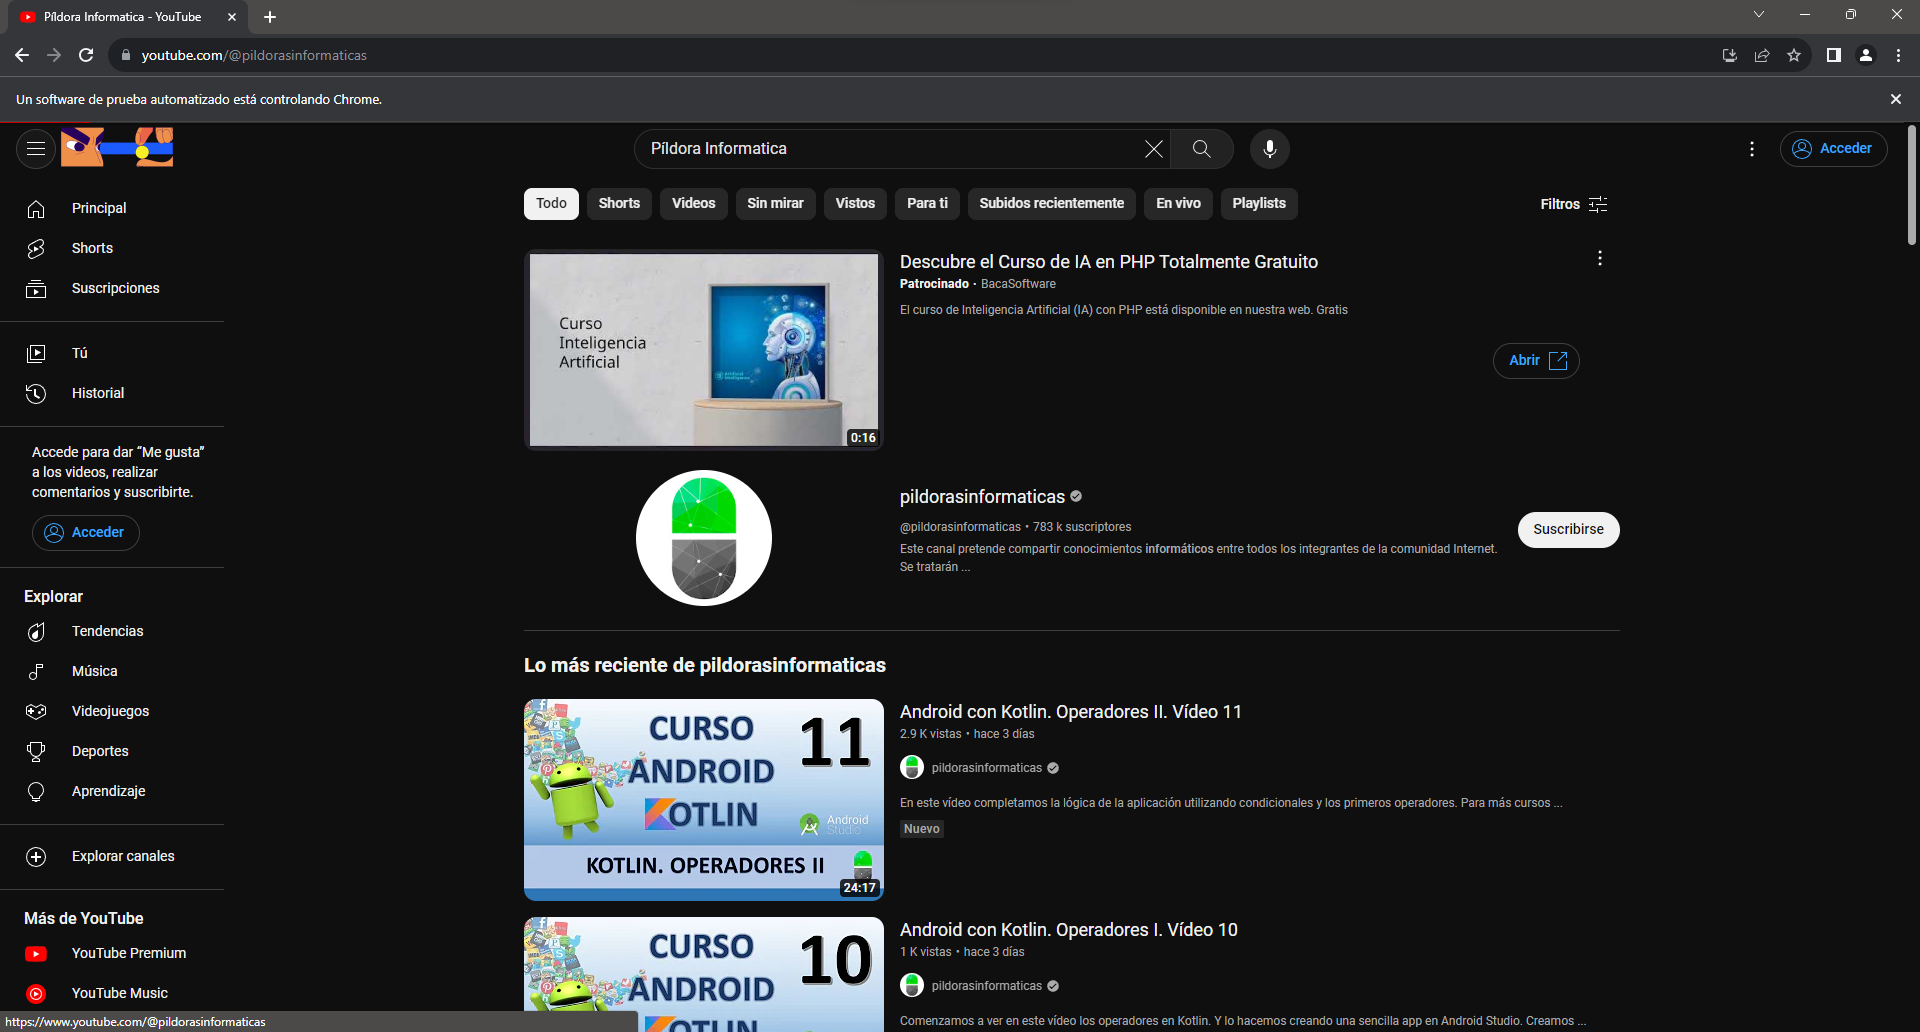 Píldora Informatica - YouTube
youtube.com/@pildorasinformaticas
Un software de prueba automatizado está controlando Chrome.
Píldora Informatica
Acceder
Todo
Shorts
Videos
Sin mirar
Vistos
Para ti
Subidos recientemente
En vivo
Playlists
Filtros
Principal
Shorts
Suscripciones
Tú
Historial
Accede para dar “Me gusta”
a los videos, realizar
comentarios y suscribirte.
Acceder
Explorar
Tendencias
Música
Videojuegos
Deportes
Aprendizaje
Explorar canales
Más de YouTube
YouTube Premium
YouTube Music
https://www.youtube.com/@pildorasinformaticas
Curso
Inteligencia
Artificial
0:16
Descubre el Curso de IA en PHP Totalmente Gratuito
Patrocinado · BacaSoftware
El curso de Inteligencia Artificial (IA) con PHP está disponible en nuestra web. Gratis
Abrir
pildorasinformaticas
@pildorasinformaticas • 783 k suscriptores
Este canal pretende compartir conocimientos informáticos entre todos los integrantes de la comunidad Internet.
Se tratarán ...
Suscribirse
Lo más reciente de pildorasinformaticas
CURSO
ANDROID
KOTLIN
11
Android
Studio
KOTLIN. OPERADORES II
24:17
Android con Kotlin. Operadores II. Vídeo 11
2.9 K vistas • hace 3 días
pildorasinformaticas
En este vídeo completamos la lógica de la aplicación utilizando condicionales y los primeros operadores. Para más cursos ...
Nuevo
CURSO
ANDROID
KOTLIN
10
Android con Kotlin. Operadores I. Vídeo 10
1 K vistas • hace 3 días
pildorasinformaticas
Comenzamos a ver en este vídeo los operadores en Kotlin. Y lo hacemos creando una sencilla app en Android Studio. Creamos ...